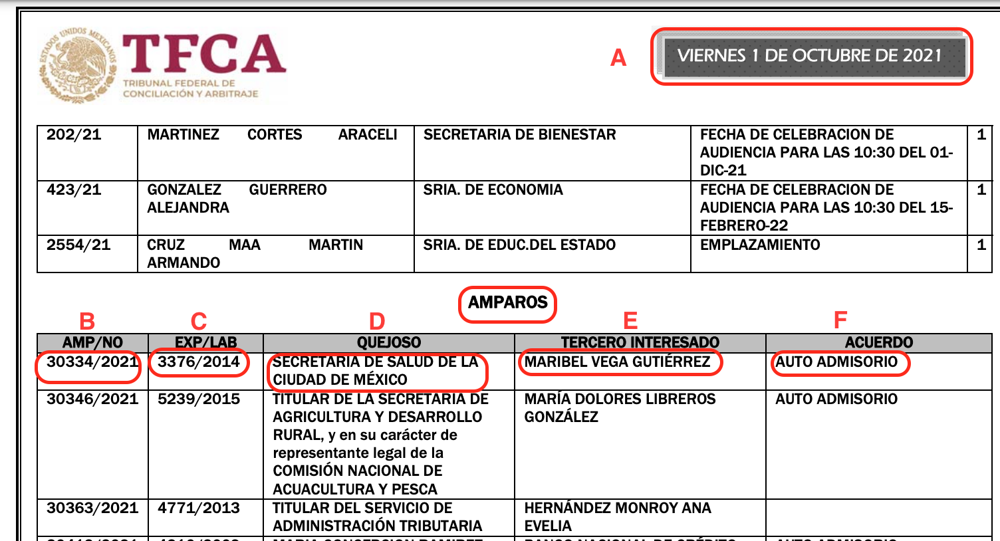 ESTADOS UNIDOS MEXICANOS
TFCA
TRIBUNAL FEDERAL DE
CONCILIACIÓN Y ARBITRAJE
A
VIERNES 1 DE OCTUBRE DE 2021
202/21 MARTINEZ CORTES ARACELI SECRETARIA DE BIENESTAR FECHA DE CELEBRACION DE 1
AUDIENCIA PARA LAS 10:30 DEL 01-
DIC-21
423/21 GONZALEZ GUERRERO SRIA. DE ECONOMIA FECHA DE CELEBRACION DE 1
ALEJANDRA AUDIENCIA PARA LAS 10:30 DEL 15-
FEBRERO-22
2554/21 CRUZ MAA MARTIN SRIA. DE EDUC.DEL ESTADO EMPLAZAMIENTO 1
ARMANDO
AMPAROS
B C D E F
AMP/NO EXP/LAB QUEJOSO TERCERO INTERESADO ACUERDO
30334/2021 3376/2014 SECRETARIA DE SALUD DE LA MARIBEL VEGA GUTIÉRREZ AUTO ADMISORIO
CIUDAD DE MÉXICO
30346/2021 5239/2015 TITULAR DE LA SECRETARIA DE MARÍA DOLORES LIBREROS AUTO ADMISORIO
AGRICULTURA Y DESARROLLO GONZÁLEZ
RURAL, y en su carácter de
representante legal de la
COMISIÓN NACIONAL DE
ACUACULTURA Y PESCA
30363/2021 4771/2013 TITULAR DEL SERVICIO DE HERNÁNDEZ MONROY ANA
ADMINISTRACIÓN TRIBUTARIA EVELIA